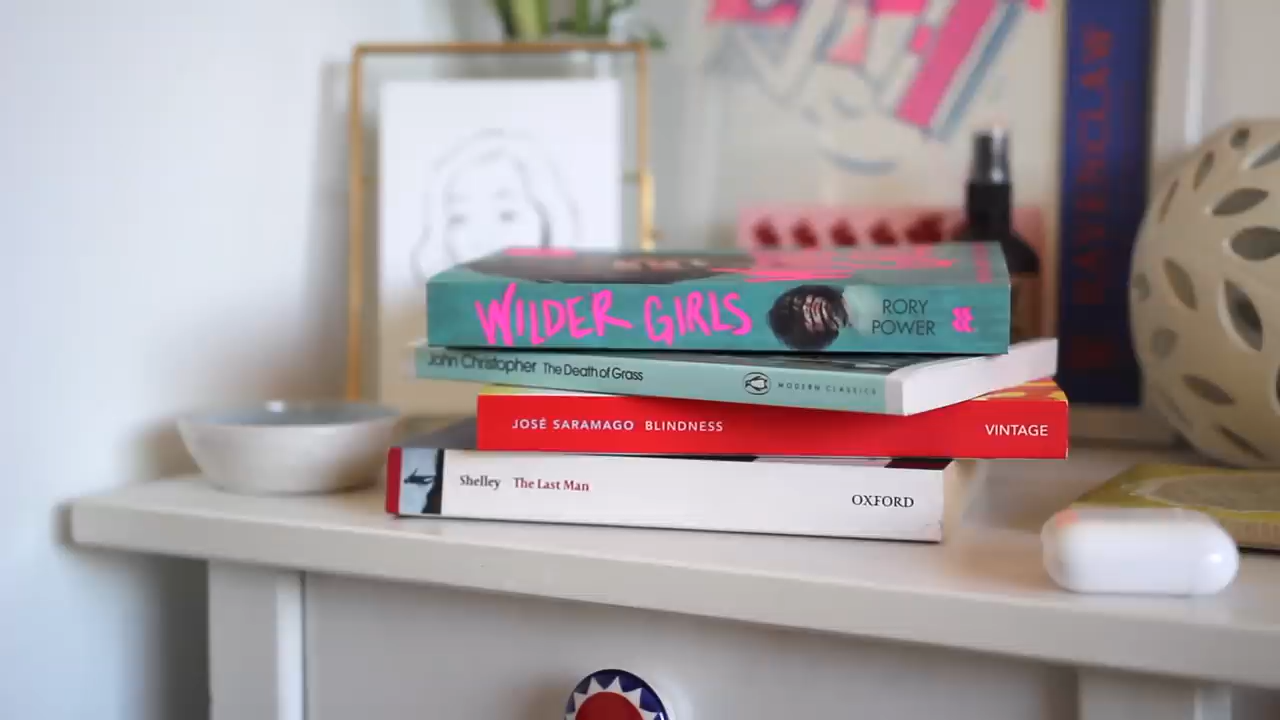 WILDER GIRLS
RORY
POWER
John Christopher The Death of Grass
MODERN CLASSICS
JOSÉ SARAMAGO BLINDNESS
VINTAGE
Shelley The Last Man
OXFORD
RAVENCLAW